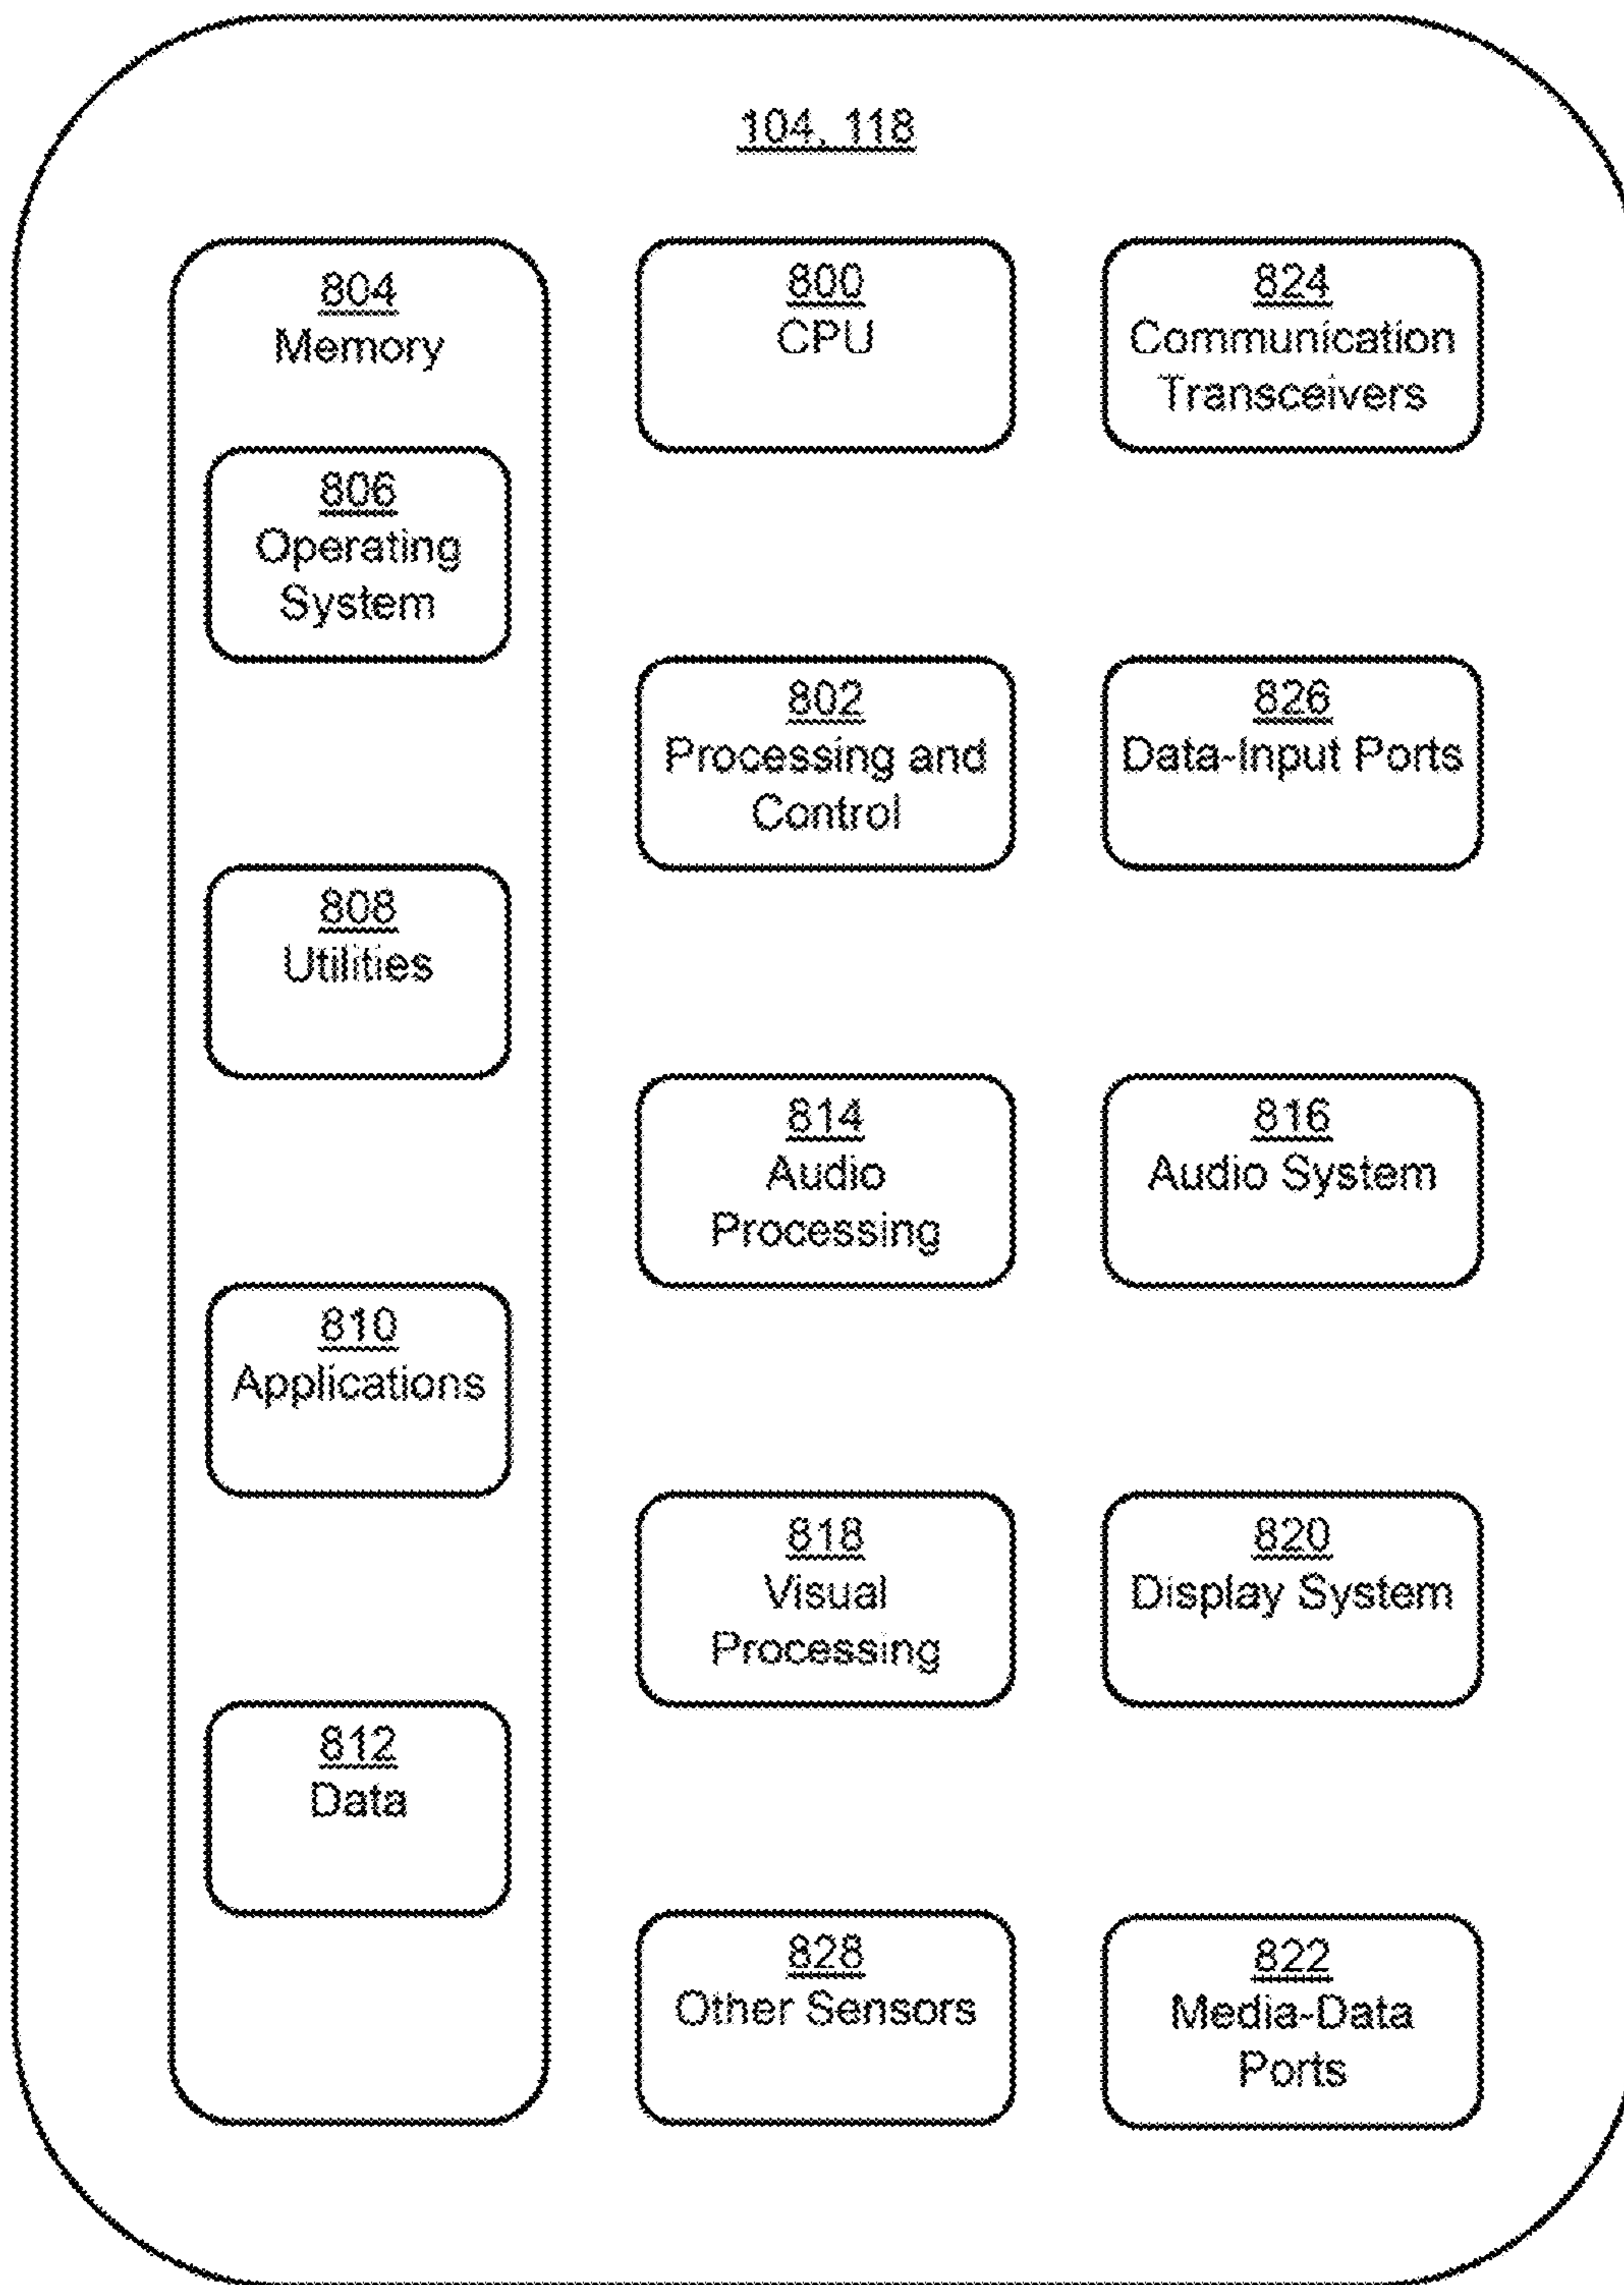 104, 118
804
Memory
806
Operating
System
808
Utilities
810
Applications
812
Data
800
CPU
802
Processing and
Control
814
Audio
Processing
818
Visual
Processing
828
Other Sensors
824
Communication
Transceivers
826
Data-Input Ports
816
Audio System
820
Display System
822
Media-Data
Ports